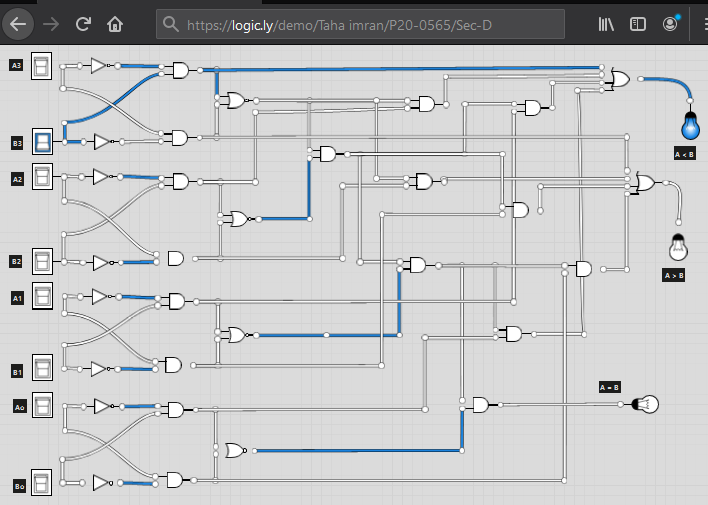 https://logic.ly/demo/Taha imran/P20-0565/Sec-D
A3
B3
A < B
A2
A > B
B2
A1
B1
A = B
Ao
Bo